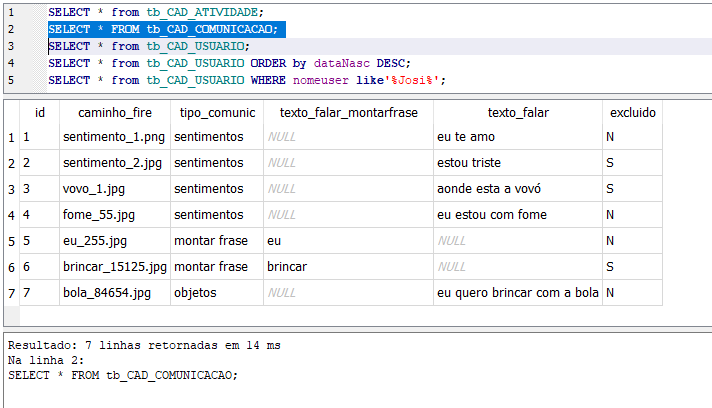 1 SELECT * from tb_CAD_ATIVIDADE;
2 SELECT * FROM tb_CAD_COMUNICACAO;
3 SELECT * from tb_CAD_USUARIO;
4 SELECT * from tb_CAD_USUARIO ORDER by dataNasc DESC;
5 SELECT * from tb_CAD_USUARIO WHERE nomeuser like'%Josi%';
id caminho_fire tipo_comunic texto_falar_montarfrase texto_falar excluido
1 1 sentimento_1.png sentimentos NULL eu te amo N
2 2 sentimento_2.jpg sentimentos NULL estou triste S
3 3 vovo_1.jpg sentimentos NULL aonde esta a vovó S
4 4 fome_55.jpg sentimentos NULL eu estou com fome N
5 5 eu_255.jpg montar frase eu NULL N
6 6 brincar_15125.jpg montar frase brincar NULL S
7 7 bola_84654.jpg objetos NULL eu quero brincar com a bola N
Resultado: 7 linhas retornadas em 14 ms
Na linha 2:
SELECT * FROM tb_CAD_COMUNICACAO;